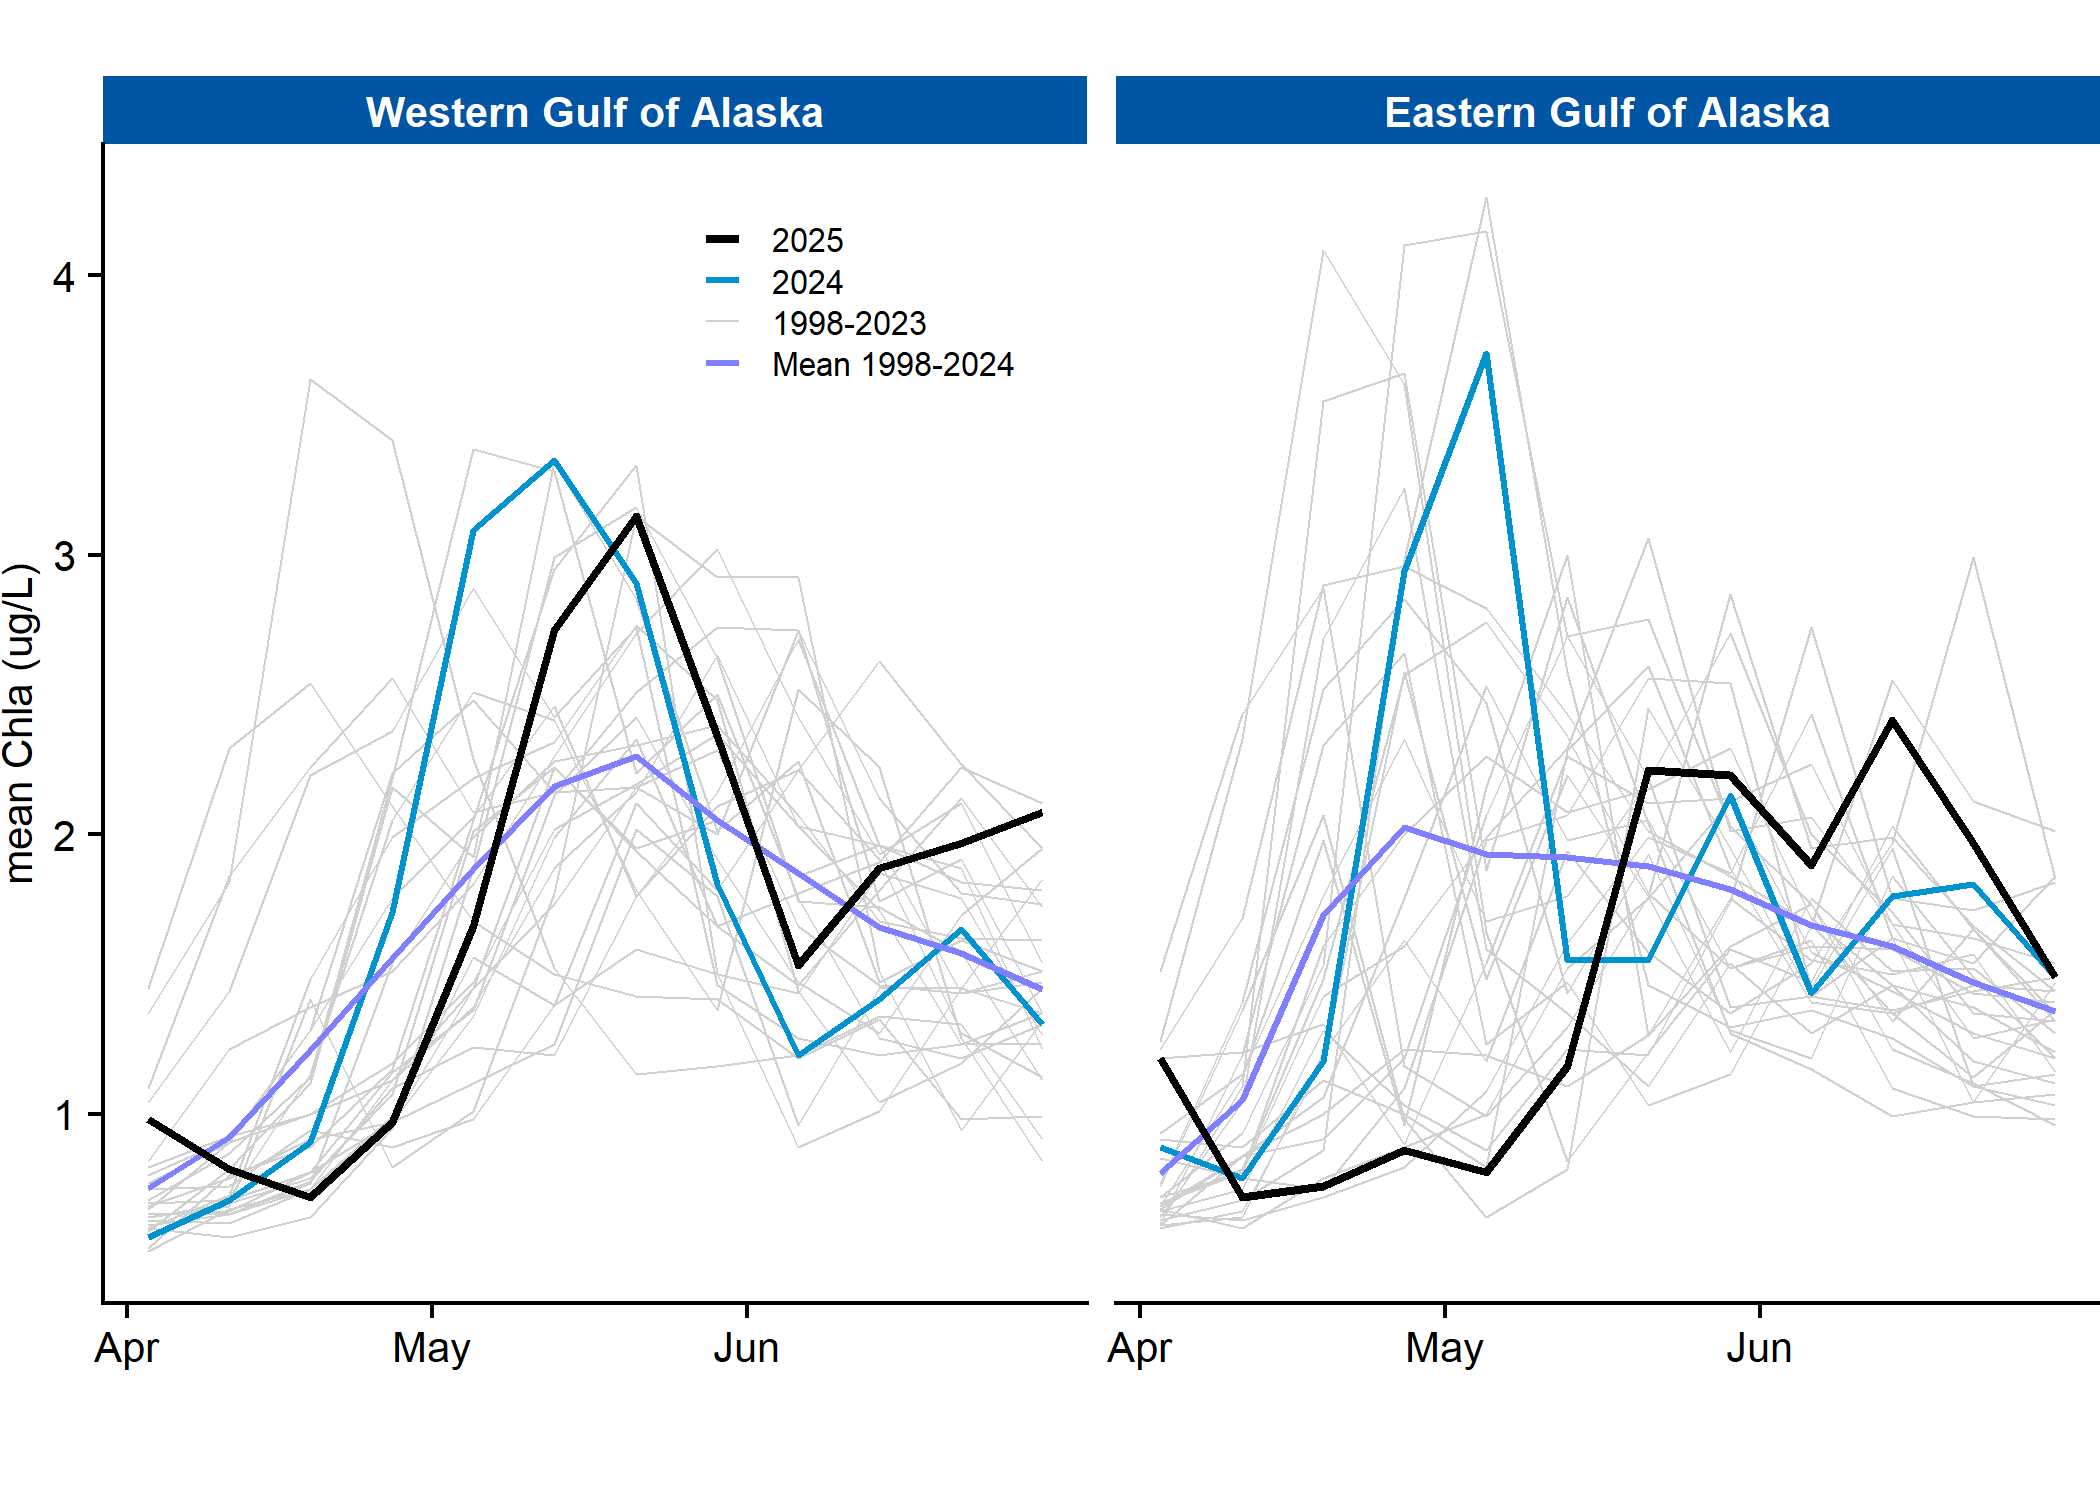 Western Gulf of Alaska
Eastern Gulf of Alaska
2025
2024
1998-2023
Mean 1998-2024
mean Chla (ug/L)
4
3
2
1
Apr
May
Jun
Apr
May
Jun